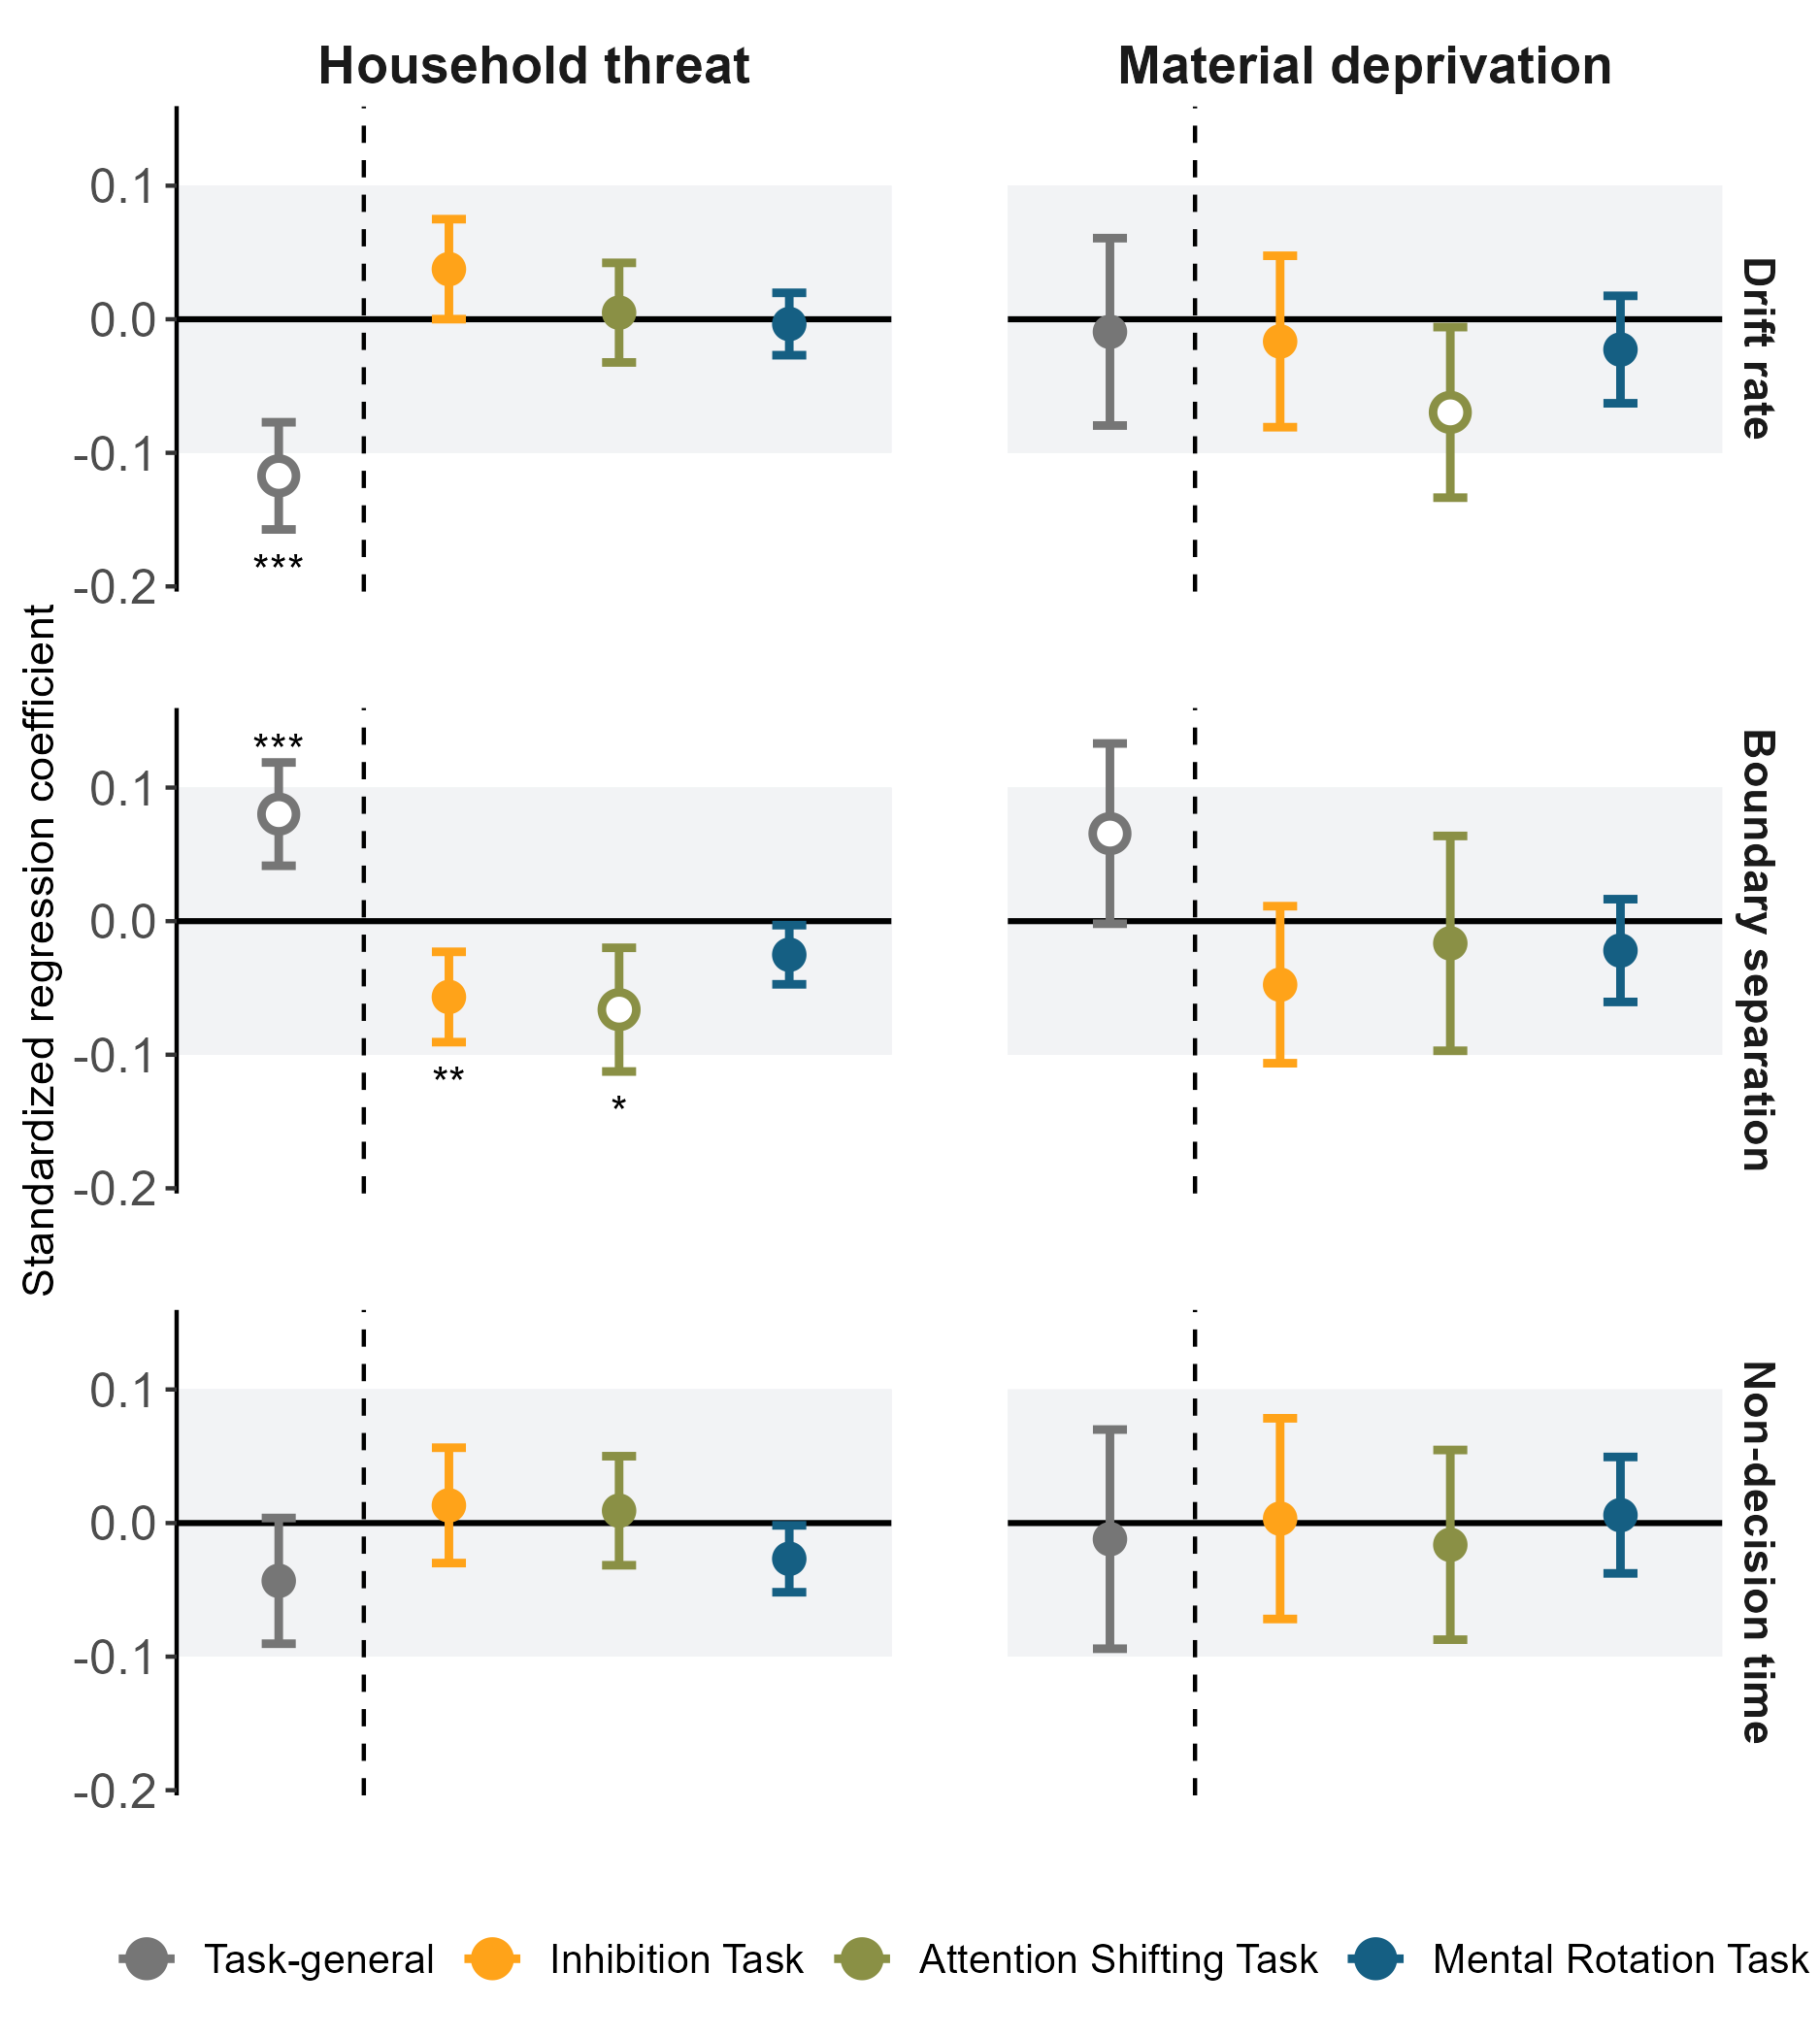 Household threat
Material deprivation
Standardized regression coefficient
0.1
0.0
-0.1
-0.2
***
Drift rate
0.1
0.0
-0.1
-0.2
***
**
*
Boundary separation
0.1
0.0
-0.1
-0.2
Non-decision time
Task-general Inhibition Task Attention Shifting Task Mental Rotation Task